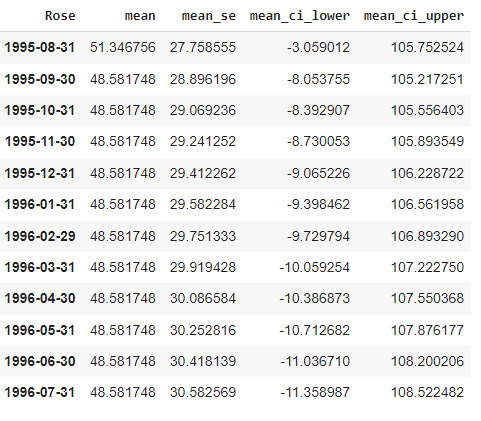 Rose mean mean_se mean_ci_lower mean_ci_upper
1995-08-31 51.346756 27.758555 -3.059012 105.752524
1995-09-30 48.581748 28.896196 -8.053755 105.217251
1995-10-31 48.581748 29.069236 -8.392907 105.556403
1995-11-30 48.581748 29.241252 -8.730053 105.893549
1995-12-31 48.581748 29.412262 -9.065226 106.228722
1996-01-31 48.581748 29.582284 -9.398462 106.561958
1996-02-29 48.581748 29.751333 -9.729794 106.893290
1996-03-31 48.581748 29.919428 -10.059254 107.222750
1996-04-30 48.581748 30.086584 -10.386873 107.550368
1996-05-31 48.581748 30.252816 -10.712682 107.876177
1996-06-30 48.581748 30.418139 -11.036710 108.200206
1996-07-31 48.581748 30.582569 -11.358987 108.522482